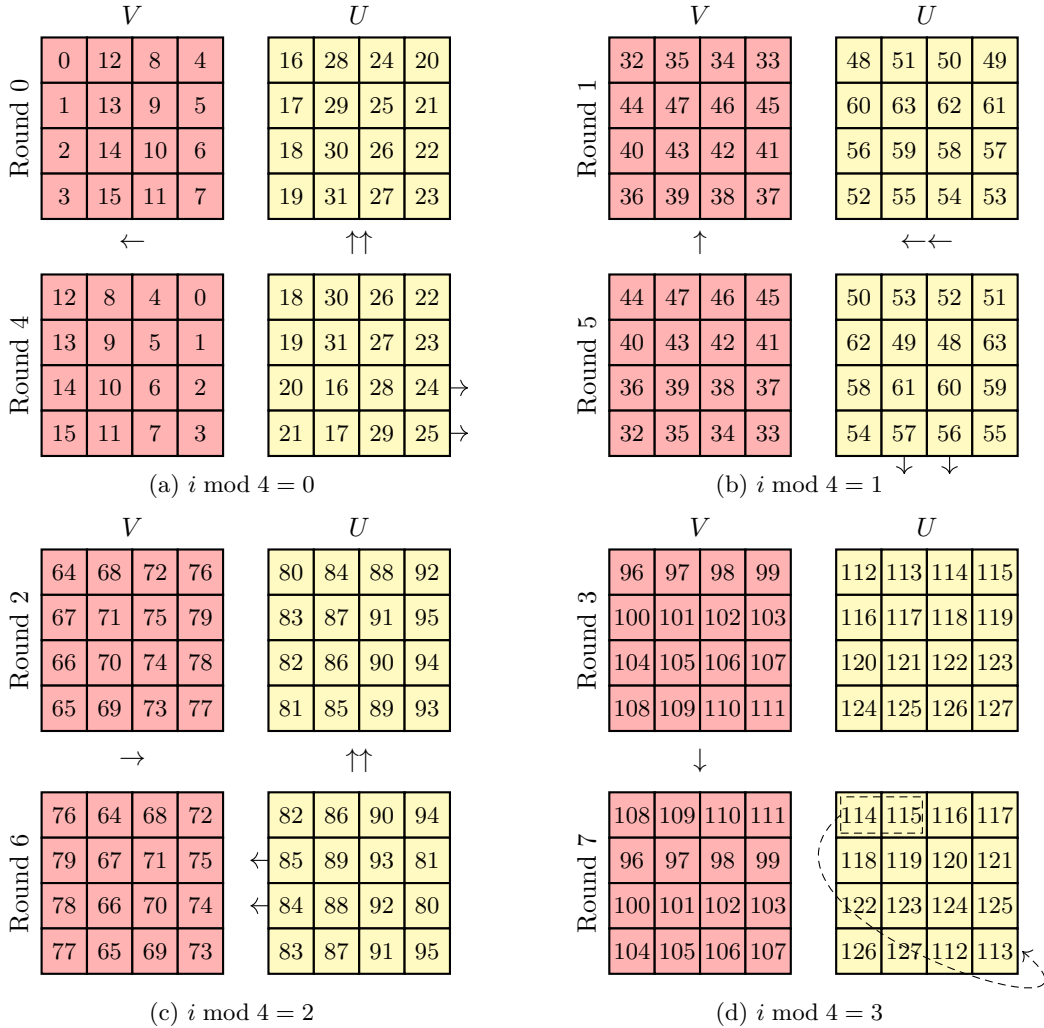 V U V U
Round 0 Round 1
0 12 8 4 16 28 24 20 32 35 34 33 48 51 50 49
1 13 9 5 17 29 25 21 44 47 46 45 60 63 62 61
2 14 10 6 18 30 26 22 40 43 42 41 56 59 58 57
3 15 11 7 19 31 27 23 36 39 38 37 52 55 54 53
← ↑↑ ↑ ←←
Round 4 Round 5
12 8 4 0 18 30 26 22 44 47 46 45 50 53 52 51
13 9 5 1 19 31 27 23 40 43 42 41 62 49 48 63
14 10 6 2 20 16 28 24 → 36 39 38 37 58 61 60 59
15 11 7 3 21 17 29 25 → 32 35 34 33 54 57 56 55
↓ ↓
(a) i mod 4 = 0 (b) i mod 4 = 1
V U V U
Round 2 Round 3
64 68 72 76 80 84 88 92 96 97 98 99 112 113 114 115
67 71 75 79 83 87 91 95 100 101 102 103 116 117 118 119
66 70 74 78 82 86 90 94 104 105 106 107 120 121 122 123
65 69 73 77 81 85 89 93 108 109 110 111 124 125 126 127
→ ↑↑ ↓
Round 6 Round 7
76 64 68 72 82 86 90 94 108 109 110 111 114 115 116 117
79 67 71 75 ← 85 89 93 81 96 97 98 99 118 119 120 121
78 66 70 74 ← 84 88 92 80 100 101 102 103 122 123 124 125
77 65 69 73 83 87 91 95 104 105 106 107 126 127 112 113
(c) i mod 4 = 2 (d) i mod 4 = 3